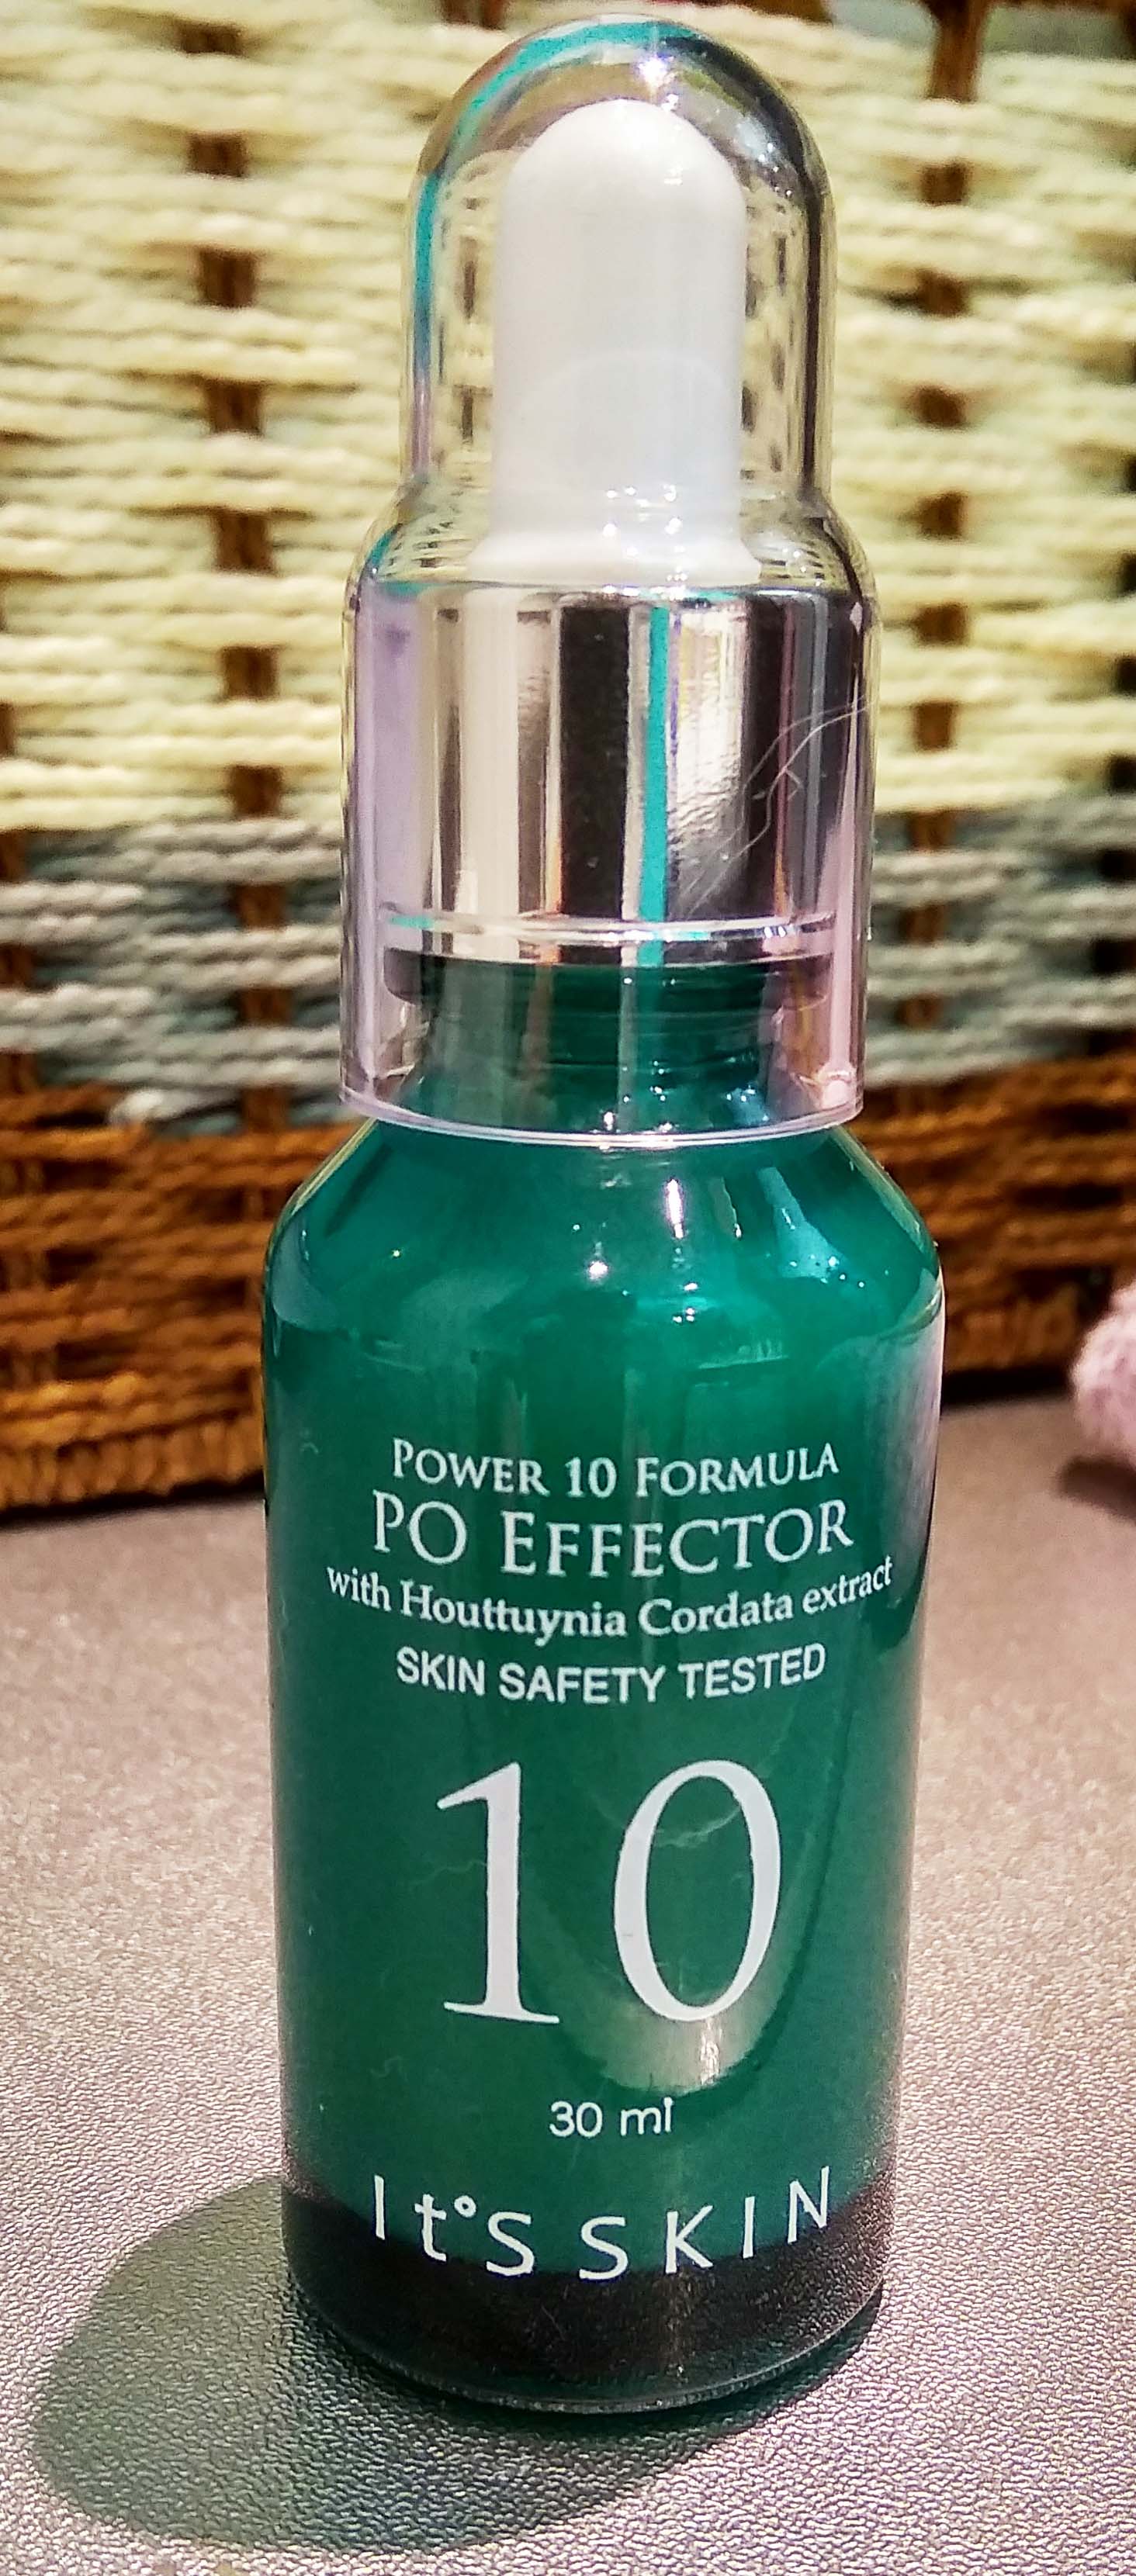 POWER 10 FORMULA
PO EFFECTOR
with Houttuynia Cordata extract
SKIN SAFETY TESTED
10
30 ml
It°S SKIN